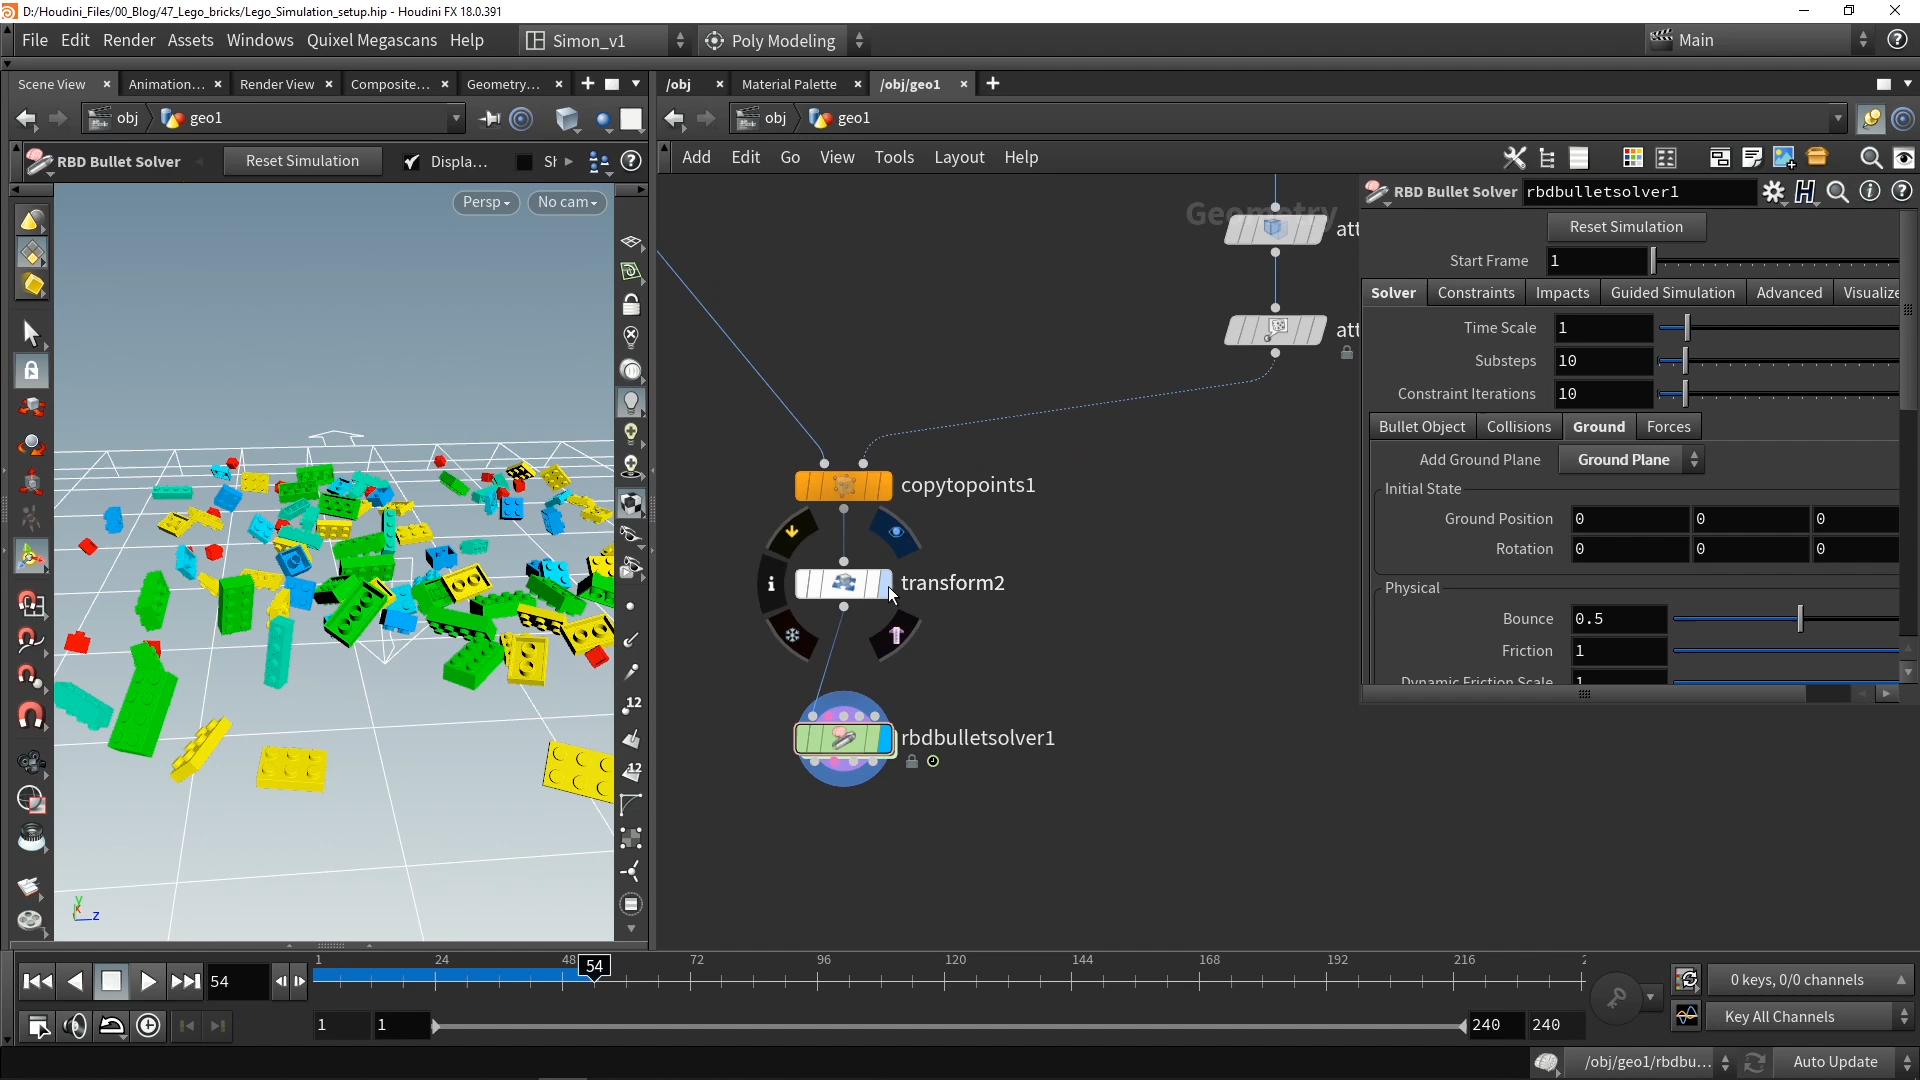 D:/Houdini_Files/00_Blog/47_Lego_bricks/Lego_Simulation_setup.hip - Houdini FX 18.0.391
File Edit Render Assets Windows Quixel Megascans Help
Simon_v1
Poly Modeling
Main
Scene View
Animation...
Render View
Composite...
Geometry...
/obj
Material Palette
/obj/geo1
obj
geo1
obj
geo1
RBD Bullet Solver
Reset Simulation
Displa...
Persp
No cam
Add Edit Go View Tools Layout Help
RBD Bullet Solver
rbdbulletsolver1
Reset Simulation
Start Frame 1
Solver Constraints Impacts Guided Simulation Advanced Visualize
Time Scale 1
Substeps 10
Constraint Iterations 10
Bullet Object Collisions Ground Forces
Add Ground Plane Ground Plane
Initial State
Ground Position 0 0 0
Rotation 0 0 0
Physical
Bounce 0.5
Friction 1
Dynamic Friction Scale 1
Geometry
att
att
copytopoints1
transform2
rbdbulletsolver1
12
12
y
z
54
1 24 48 54 72 96 120 144 168 192 216
1 1 240 240
0 keys, 0/0 channels
Key All Channels
/obj/geo1/rbdbu...
Auto Update